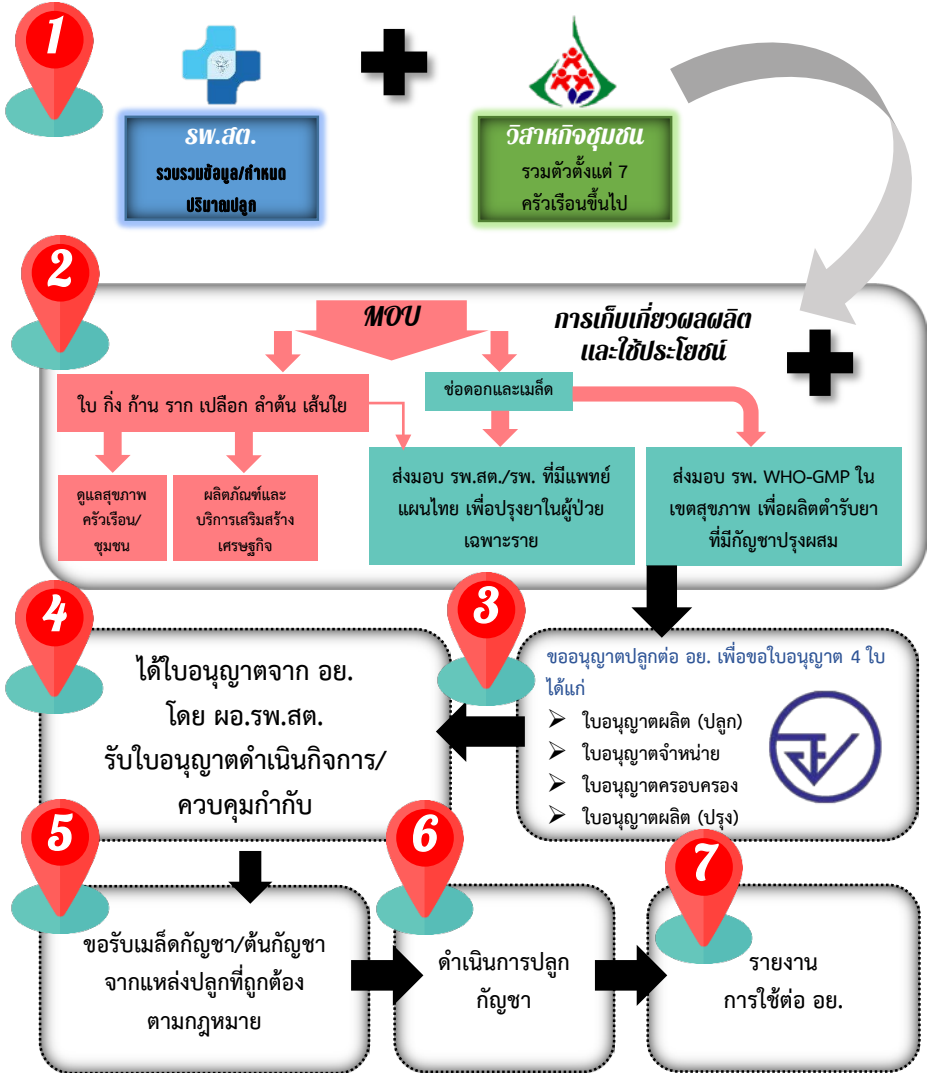 1
รพ.สต.
รวบรวมข้อมูล/กำหนด
ปริมาณปลูก
วิสาหกิจชุมชน
รวมตัวตั้งแต่ 7
ครัวเรือนขึ้นไป
2
MOU
การเก็บเกี่ยวผลผลิต
และใช้ประโยชน์
ใบ กิ่ง ก้าน ราก เปลือก ลำต้น เส้นใย
ช่อดอกและเมล็ด
ดูแลสุขภาพ
ครัวเรือน/
ชุมชน
ผลิตภัณฑ์และ
บริการเสริมสร้าง
เศรษฐกิจ
ส่งมอบ รพ.สต./รพ. ที่มีแพทย์
แผนไทย เพื่อปรุงยาในผู้ป่วย
เฉพาะราย
ส่งมอบ รพ. WHO-GMP ใน
เขตสุขภาพ เพื่อผลิตตำรับยา
ที่มีกัญชาปรุงผสม
3
ขออนุญาตปลูกต่อ อย. เพื่อขอใบอนุญาต 4 ใบ
ได้แก่
➢ ใบอนุญาตผลิต (ปลูก)
➢ ใบอนุญาตจำหน่าย
➢ ใบอนุญาตครอบครอง
➢ ใบอนุญาตผลิต (ปรุง)
4
ได้ใบอนุญาตจาก อย.
โดย ผอ.รพ.สต.
รับใบอนุญาตดำเนินกิจการ/
ควบคุมกำกับ
5
ขอรับเมล็ดกัญชา/ต้นกัญชา
จากแหล่งปลูกที่ถูกต้อง
ตามกฎหมาย
6
ดำเนินการปลูก
กัญชา
7
รายงาน
การใช้ต่อ อย.